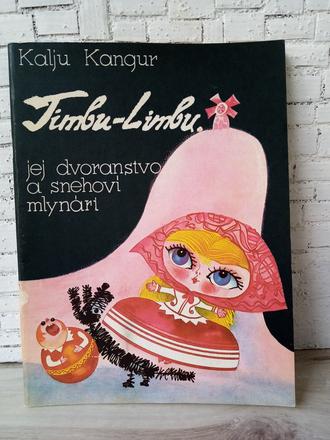 Kalju Kangur
Timbu-Limbu,
jej dvoranstvo
a snehoví
mlynári